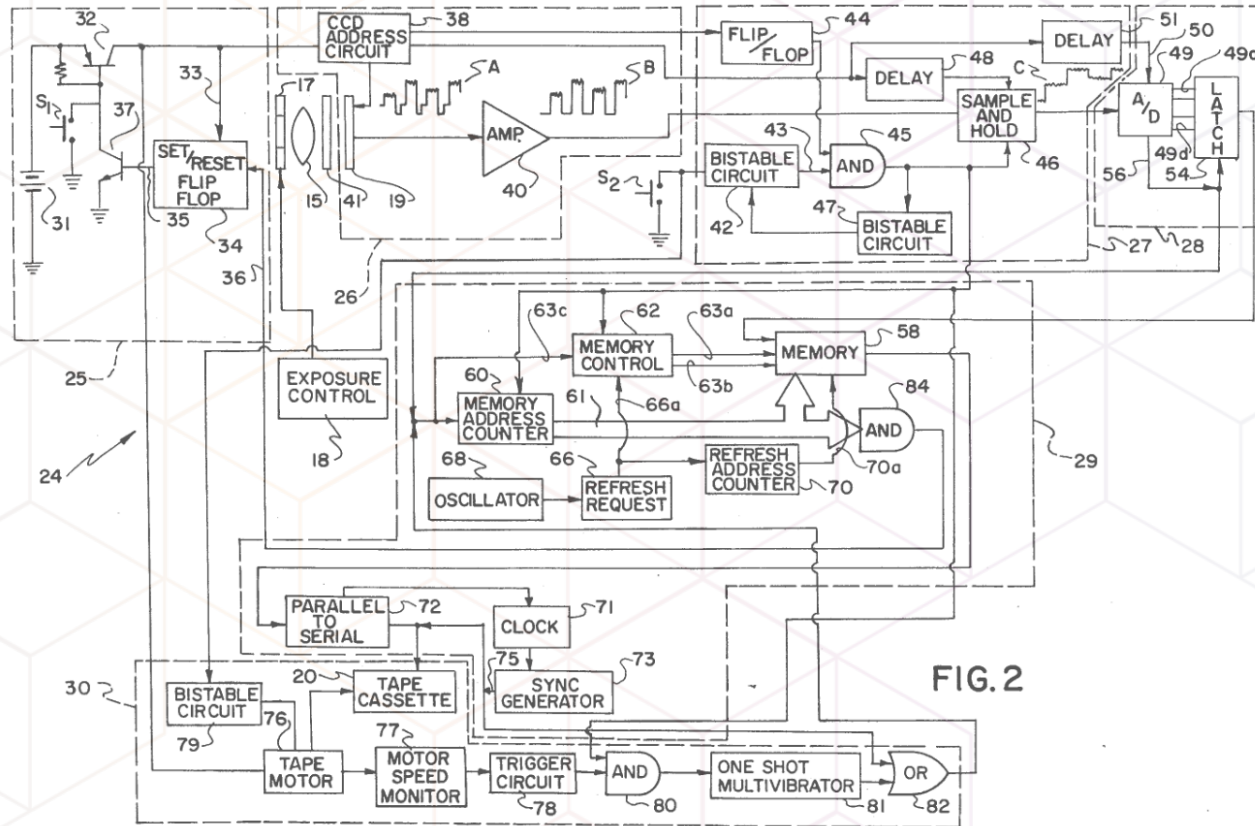 32
33
S1
37
31
35
SET/RESET
FLIP
FLOP
34
36
25
24
CCD
ADDRESS
CIRCUIT
38
17
15
41
19
A
B
AMP.
40
26
EXPOSURE
CONTROL
18
FLIP/
FLOP
44
48
DELAY
DELAY
51
50
49
49a
C
SAMPLE
AND
HOLD
46
A/D
LATCH
49d
56
54
43
45
AND
S2
BISTABLE
CIRCUIT
42
47
BISTABLE
CIRCUIT
27
28
63c
62
63a
MEMORY
CONTROL
63b
58
MEMORY
60
MEMORY
ADDRESS
COUNTER
61
66a
84
AND
68
OSCILLATOR
66
REFRESH
REQUEST
REFRESH
ADDRESS
COUNTER
70
70a
29
PARALLEL
TO
SERIAL
72
71
CLOCK
75
73
SYNC
GENERATOR
FIG. 2
30
20
TAPE
CASSETTE
BISTABLE
CIRCUIT
79
76
TAPE
MOTOR
77
MOTOR
SPEED
MONITOR
TRIGGER
CIRCUIT
78
AND
80
ONE SHOT
MULTIVIBRATOR
81
OR
82